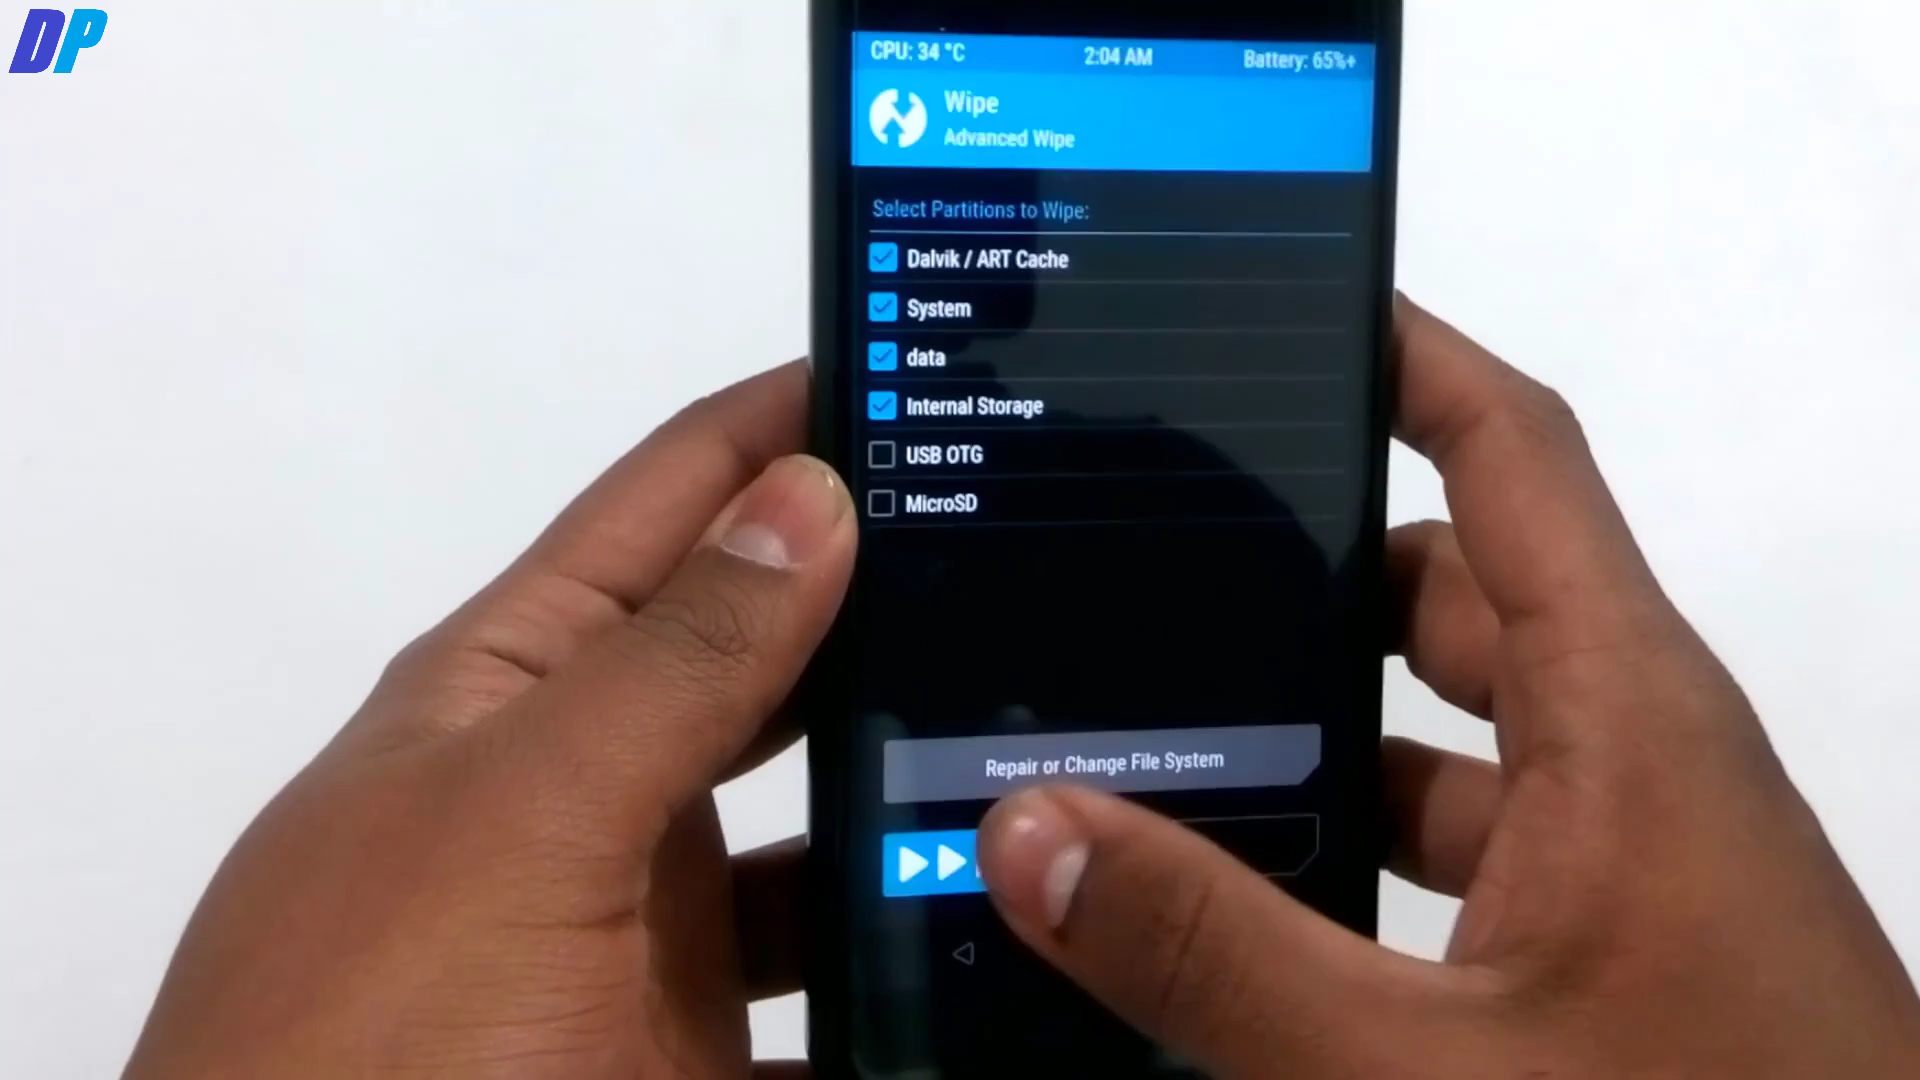 DP
CPU: 34 °C 2:04 AM Battery: 65%+
Wipe
Advanced Wipe
Select Partitions to Wipe:
Dalvik / ART Cache
System
data
Internal Storage
USB OTG
MicroSD
Repair or Change File System